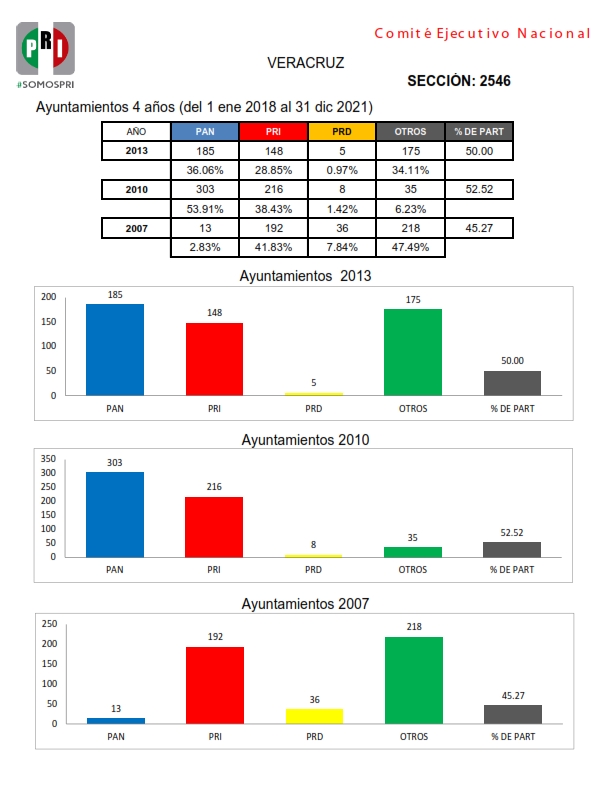 Comité Ejecutivo Nacional
PRI
#SOMOSPRI
VERACRUZ
SECCIÓN: 2546
Ayuntamientos 4 años (del 1 ene 2018 al 31 dic 2021)
AÑO PAN PRI PRD OTROS % DE PART
2013 185 148 5 175 50.00
36.06% 28.85% 0.97% 34.11%
2010 303 216 8 35 52.52
53.91% 38.43% 1.42% 6.23%
2007 13 192 36 218 45.27
2.83% 41.83% 7.84% 47.49%
Ayuntamientos 2013
200
150
100
50
0
185 148 5 175 50.00
PAN PRI PRD OTROS % DE PART
Ayuntamientos 2010
350
300
250
200
150
100
50
0
303 216 8 35 52.52
PAN PRI PRD OTROS % DE PART
Ayuntamientos 2007
250
200
150
100
50
0
13 192 36 218 45.27
PAN PRI PRD OTROS % DE PART